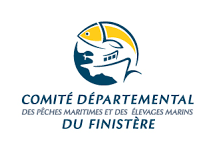 COMITÉ DÉPARTEMENTAL
DES PÊCHES MARITIMES ET DES ÉLEVAGES MARINS
DU FINISTÈRE